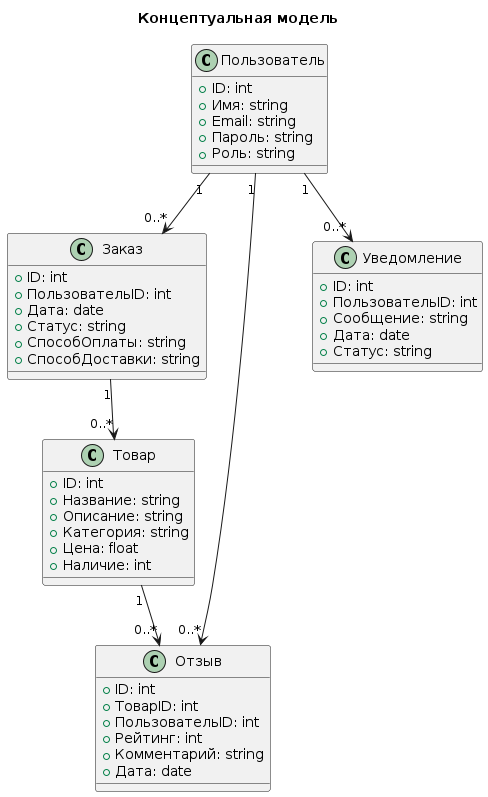 Концептуальная модель
C Пользователь
ID: int
Имя: string
Email: string
Пароль: string
Роль: string
1
1
1
0..*
0..*
C Заказ
ID: int
ПользовательID: int
Дата: date
Статус: string
СпособОплаты: string
СпособДоставки: string
C Уведомление
ID: int
ПользовательID: int
Сообщение: string
Дата: date
Статус: string
1
0..*
C Товар
ID: int
Название: string
Описание: string
Категория: string
Цена: float
Наличие: int
1
0..*
0..*
C Отзыв
ID: int
ТоварID: int
ПользовательID: int
Рейтинг: int
Комментарий: string
Дата: date